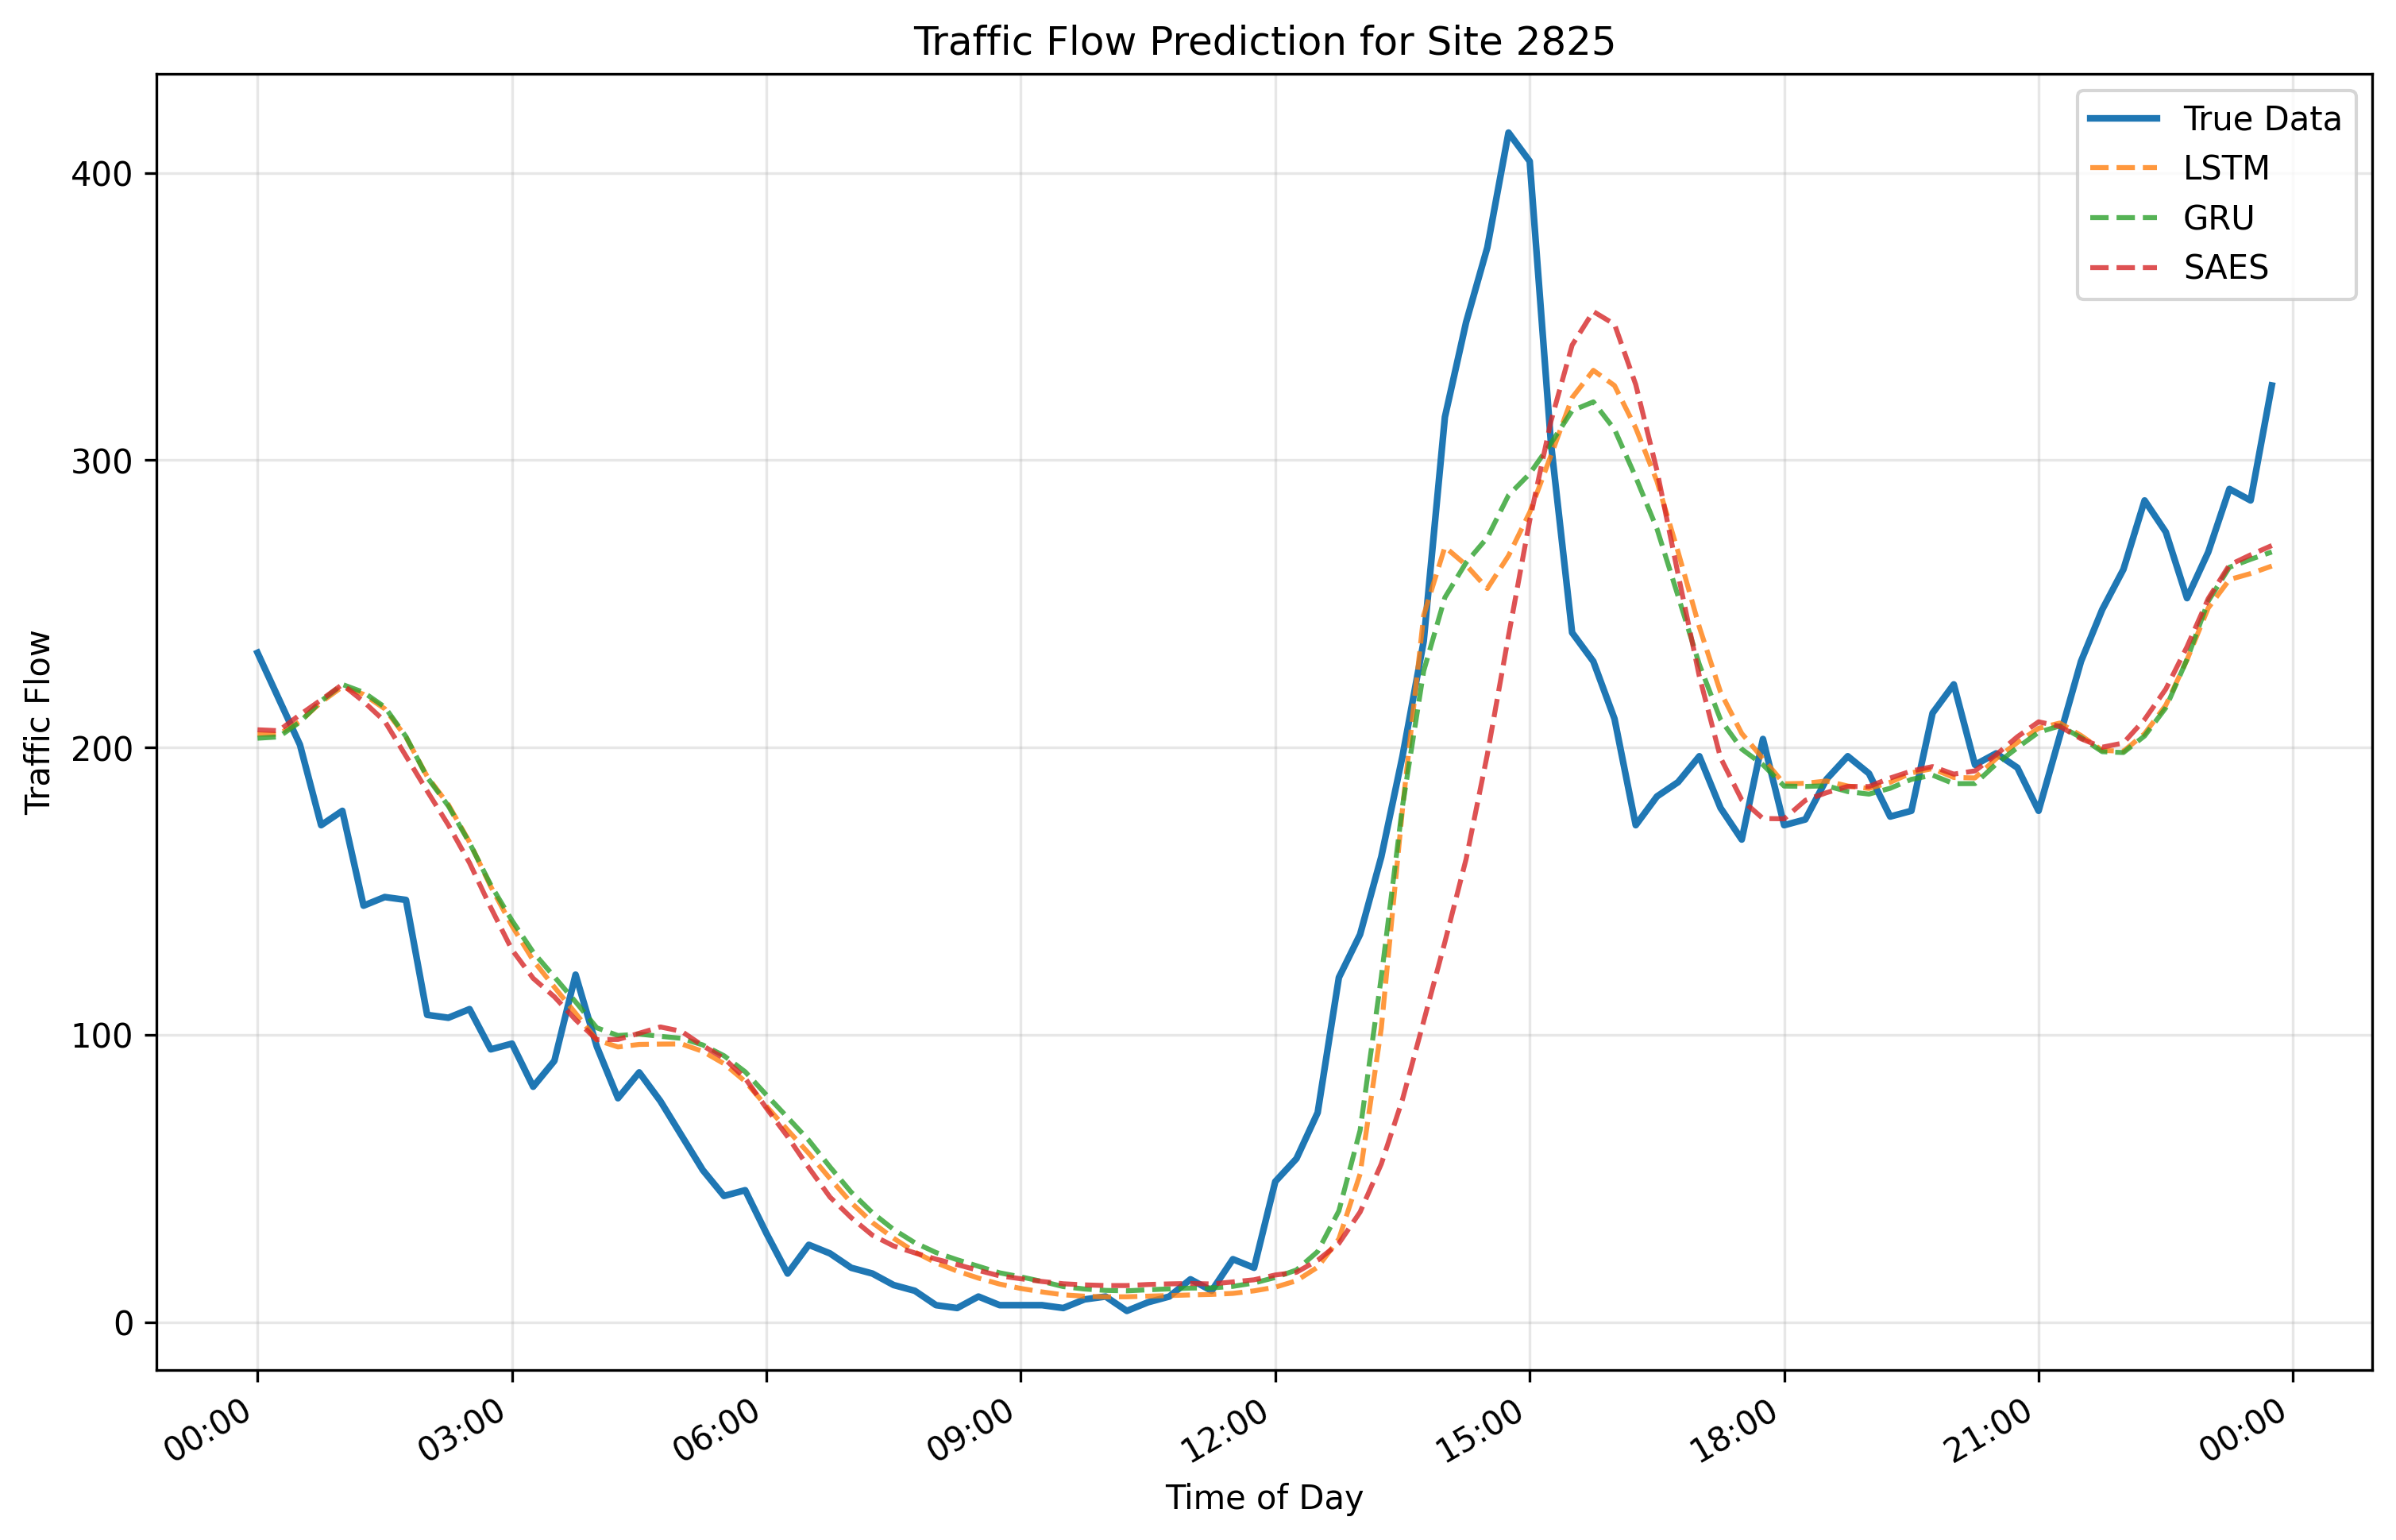 Traffic Flow Prediction for Site 2825
True Data
LSTM
GRU
SAES
400
300
200
100
0
Traffic Flow
00:00
03:00
06:00
09:00
12:00
15:00
18:00
21:00
00:00
Time of Day